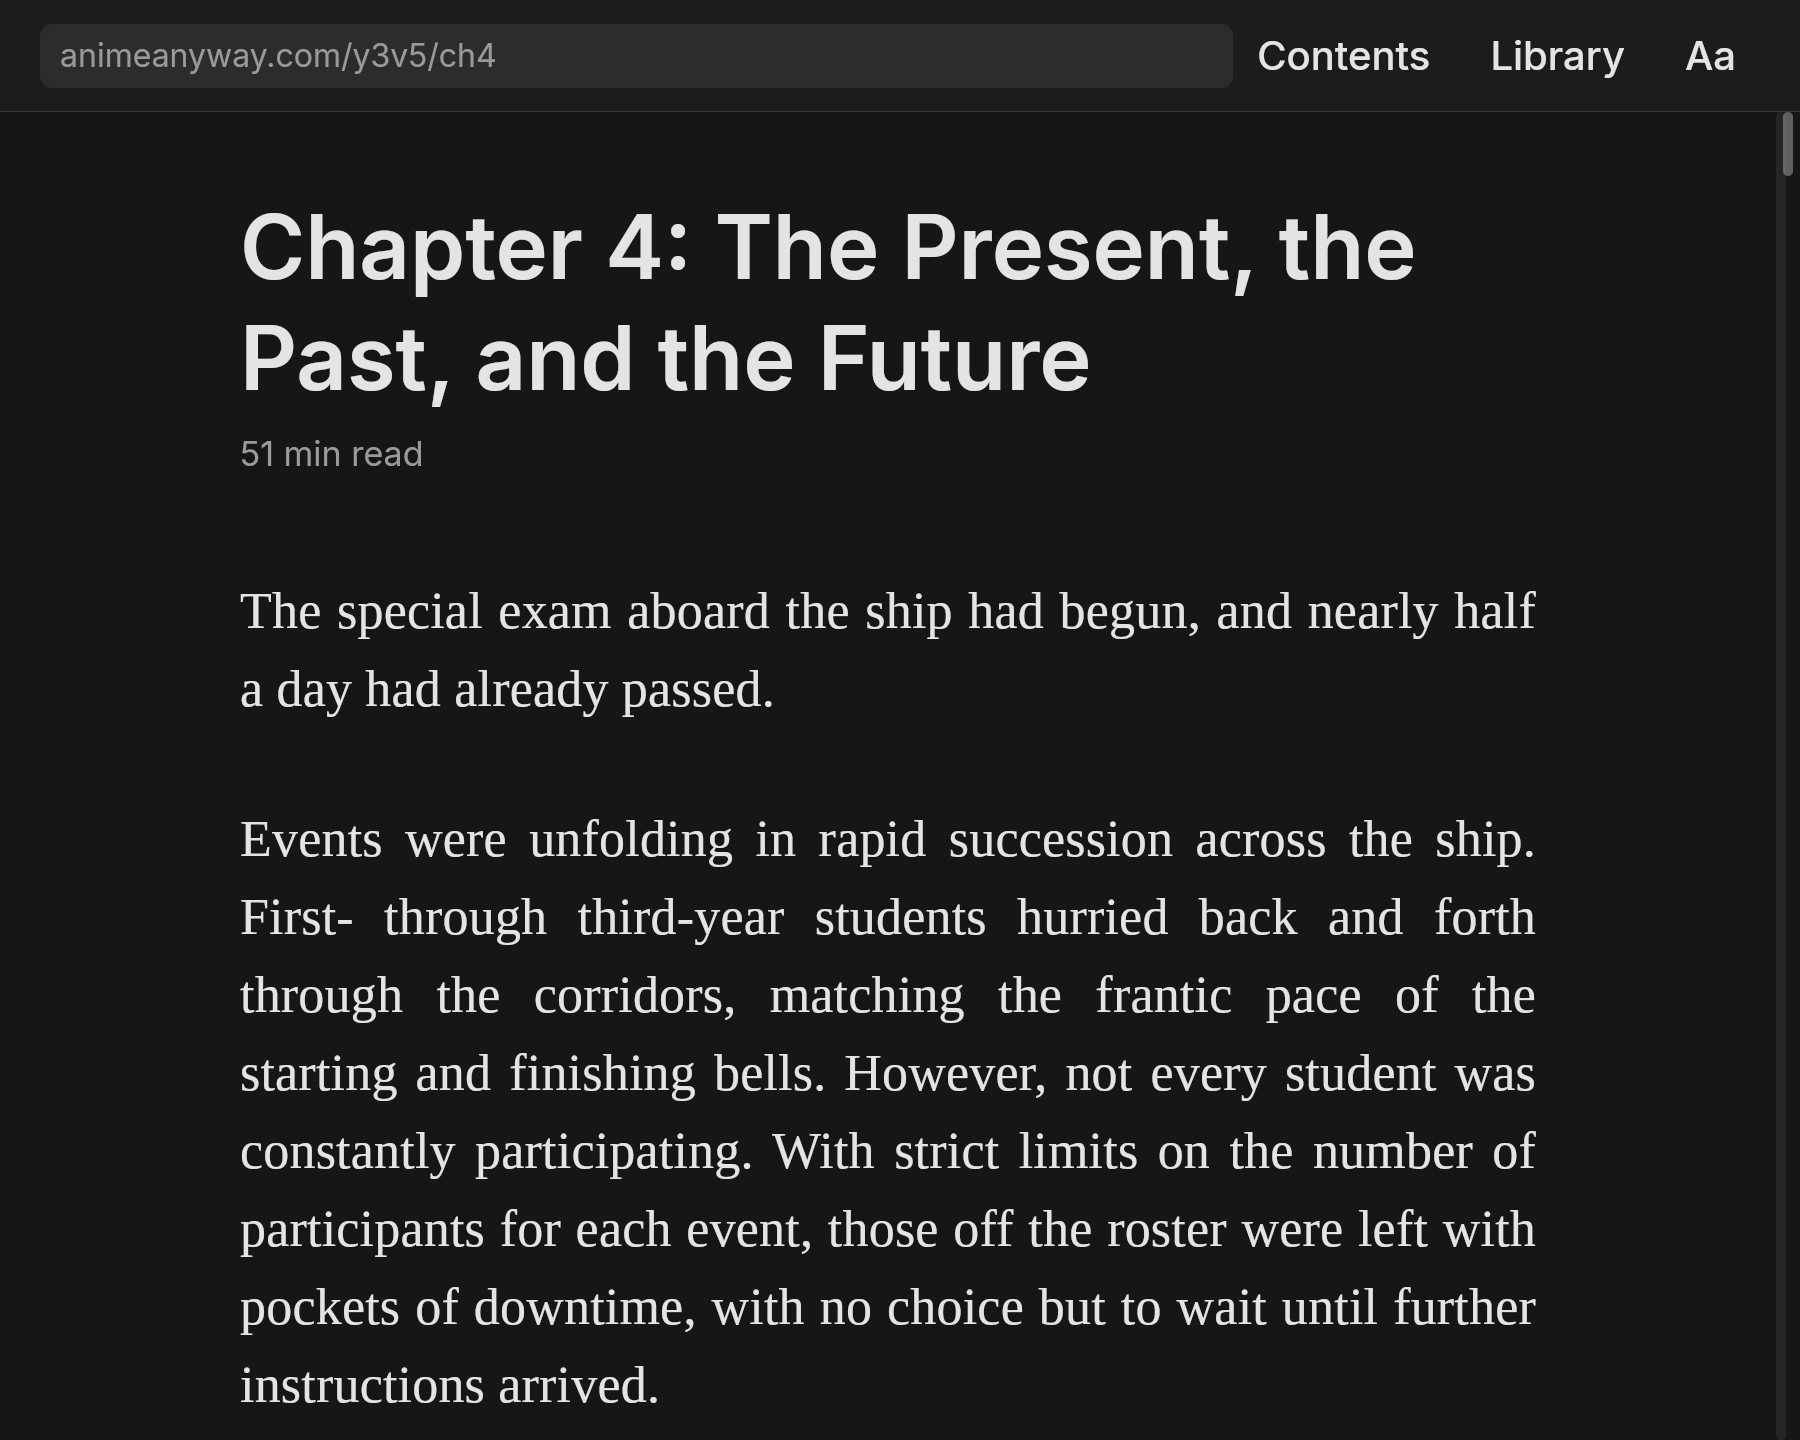 animeanyway.com/y3v5/ch4
Contents
Library
Aa
Chapter 4: The Present, the
Past, and the Future
51 min read
The special exam aboard the ship had begun, and nearly half
a day had already passed.
Events were unfolding in rapid succession across the ship.
First- through third-year students hurried back and forth
through the corridors, matching the frantic pace of the
starting and finishing bells. However, not every student was
constantly participating. With strict limits on the number of
participants for each event, those off the roster were left with
pockets of downtime, with no choice but to wait until further
instructions arrived.